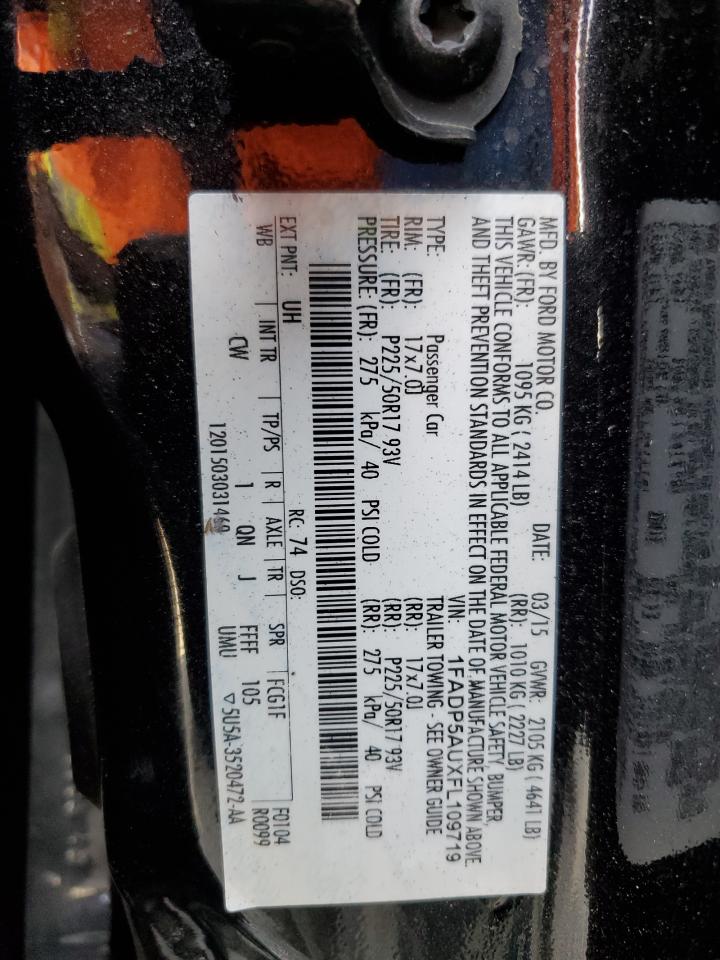 MFD. BY FORD MOTOR CO. DATE: 03/15 GVWR: 2105 KG ( 4641 LB)
GAWR: (FR): 1095 KG ( 2414 LB) (RR): 1010 KG ( 2227 LB)
THIS VEHICLE CONFORMS TO ALL APPLICABLE FEDERAL MOTOR VEHICLE SAFETY, BUMPER,
AND THEFT PREVENTION STANDARDS IN EFFECT ON THE DATE OF MANUFACTURE SHOWN ABOVE.
VIN: 1FADP5AUXFL109719
TYPE: Passenger Car TRAILER TOWING - SEE OWNER GUIDE
RIM: (FR): 17x7.0J (RR): 17x7.0J
TIRE: (FR): P225/50R17 93V (RR): P225/50R17 93V
PRESSURE: (FR): 275 kPa/ 40 PSI COLD (RR): 275 kPa/ 40 PSI COLD
EXT PNT: UH RC: 74 DSO: F0104
WB INT TR TP/PS R AXLE TR SPR FCG1F R0099
CW 1 QN J FFFF 105
1201503031469 UMU ▽5U5A-3520472-AA